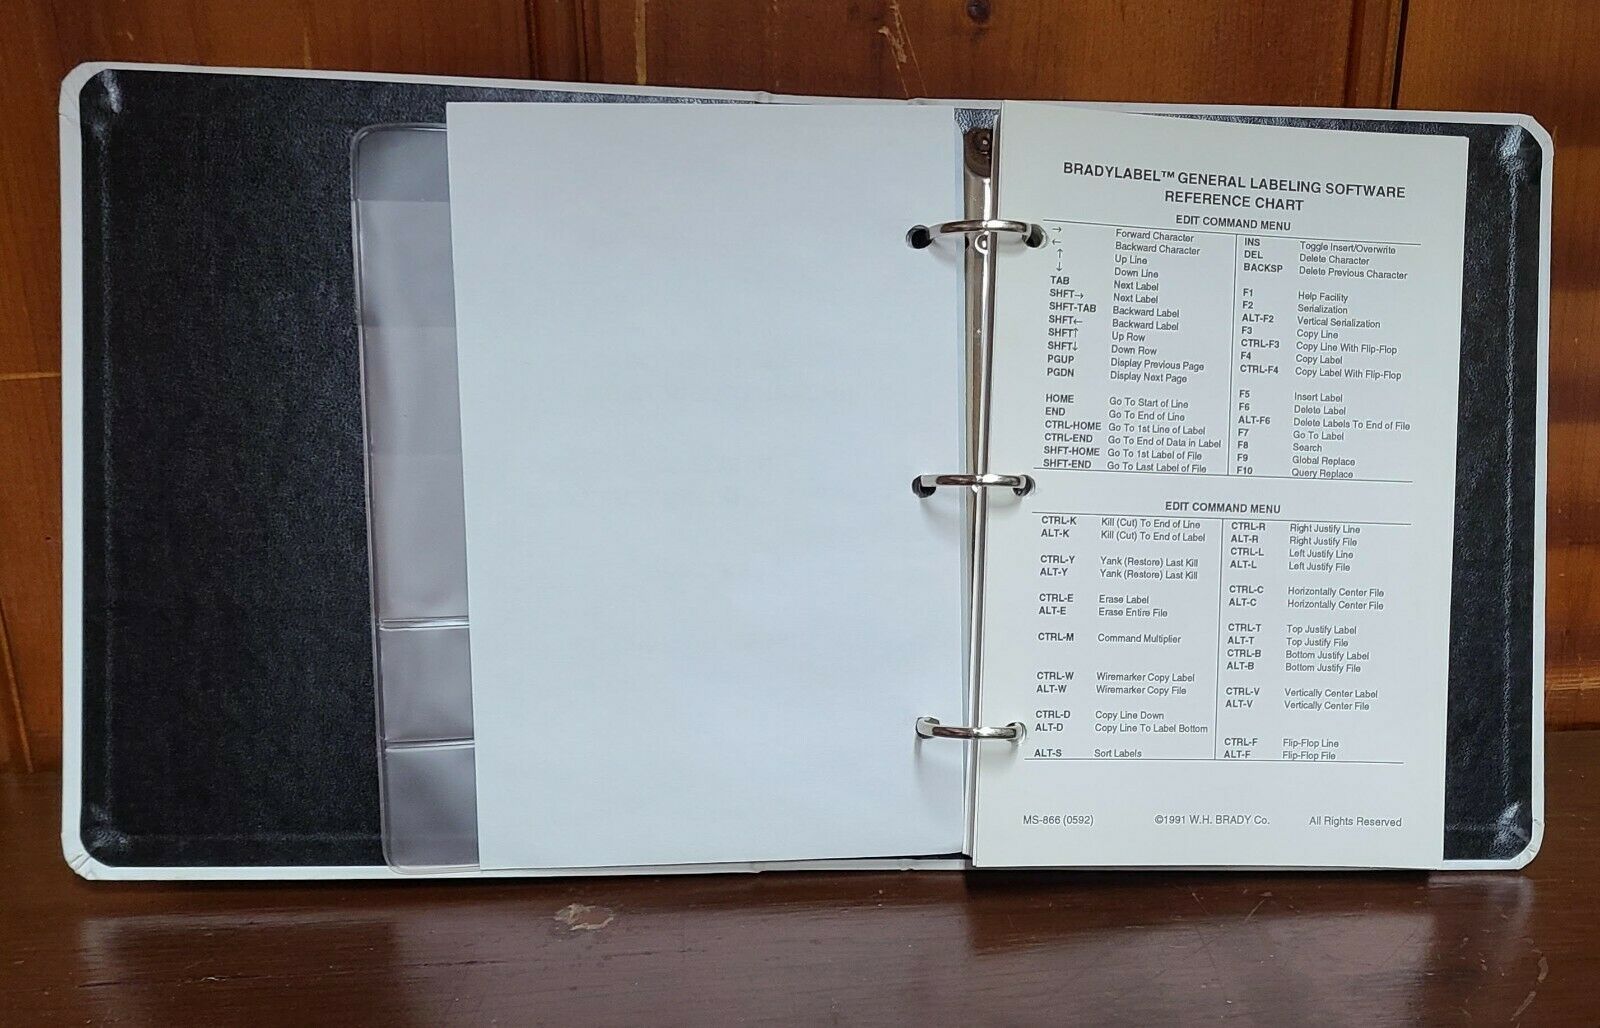 BRADYLABEL™ GENERAL LABELING SOFTWARE
REFERENCE CHART
EDIT COMMAND MENU
→ Forward Character
← Backward Character
↑ Up Line
↓ Down Line
TAB Next Label
SHFT→ Next Label
SHFT-TAB Backward Label
SHFT← Backward Label
SHFT↑ Up Row
SHFT↓ Down Row
PGUP Display Previous Page
PGDN Display Next Page
HOME Go To Start of Line
END Go To End of Line
CTRL-HOME Go To 1st Line of Label
CTRL-END Go To End of Data in Label
SHFT-HOME Go To 1st Label of File
SHFT-END Go To Last Label of File
INS Toggle Insert/Overwrite
DEL Delete Character
BACKSP Delete Previous Character
F1 Help Facility
F2 Serialization
ALT-F2 Vertical Serialization
F3 Copy Line
CTRL-F3 Copy Line With Flip-Flop
F4 Copy Label
CTRL-F4 Copy Label With Flip-Flop
F5 Insert Label
F6 Delete Label
ALT-F6 Delete Labels To End of File
F7 Go To Label
F8 Search
F9 Global Replace
F10 Query Replace
EDIT COMMAND MENU
CTRL-K Kill (Cut) To End of Line
ALT-K Kill (Cut) To End of Label
CTRL-Y Yank (Restore) Last Kill
ALT-Y Yank (Restore) Last Kill
CTRL-E Erase Label
ALT-E Erase Entire File
CTRL-M Command Multiplier
CTRL-W Wiremarker Copy Label
ALT-W Wiremarker Copy File
CTRL-D Copy Line Down
ALT-D Copy Line To Label Bottom
ALT-S Sort Labels
CTRL-R Right Justify Line
ALT-R Right Justify File
CTRL-L Left Justify Line
ALT-L Left Justify File
CTRL-C Horizontally Center File
ALT-C Horizontally Center File
CTRL-T Top Justify Label
ALT-T Top Justify File
CTRL-B Bottom Justify Label
ALT-B Bottom Justify File
CTRL-V Vertically Center Label
ALT-V Vertically Center File
CTRL-F Flip-Flop Line
ALT-F Flip-Flop File
MS-866 (0592) ©1991 W.H. BRADY Co. All Rights Reserved